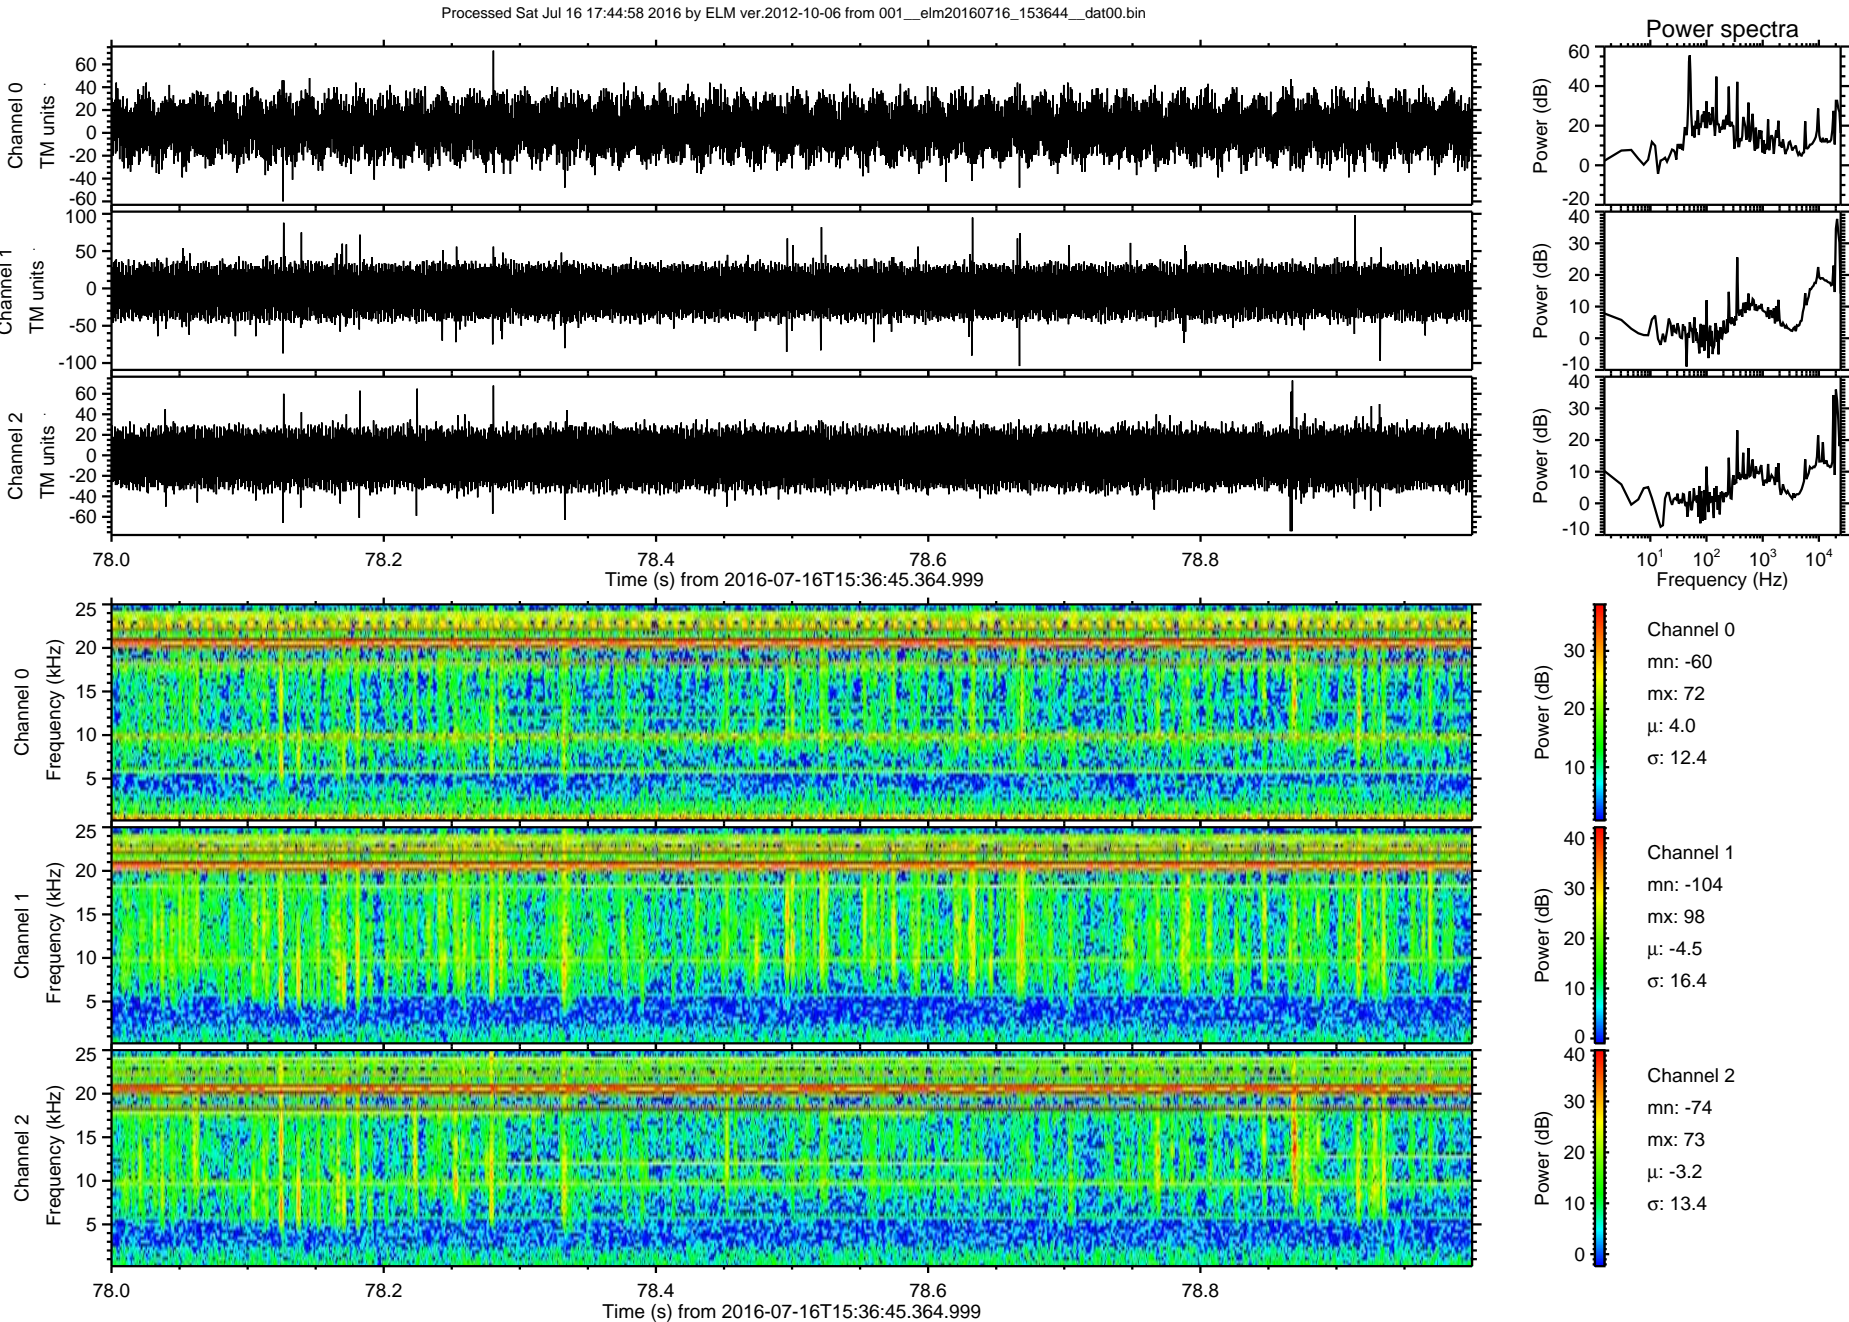 Processed Sat Jul 16 17:44:58 2016 by ELM ver.2012-10-06 from 001__elm20160716_153644__dat00.bin
Power spectra
Channel 0
TM units
60
40
20
0
-20
-40
-60
Power (dB)
60
40
20
0
-20
Channel 1
TM units
100
50
0
-50
-100
Power (dB)
40
30
20
10
0
-10
Channel 2
TM units
60
40
20
0
-20
-40
-60
Power (dB)
40
30
20
10
0
-10
78.0 78.2 78.4 78.6 78.8
Time (s) from 2016-07-16T15:36:45.364.999
10^1 10^2 10^3 10^4
Frequency (Hz)
Channel 0
Frequency (kHz)
25
20
15
10
5
Power (dB)
30
20
10
Channel 0
mn: -60
mx: 72
μ: 4.0
σ: 12.4
Channel 1
Frequency (kHz)
25
20
15
10
5
Power (dB)
40
30
20
10
0
Channel 1
mn: -104
mx: 98
μ: -4.5
σ: 16.4
Channel 2
Frequency (kHz)
25
20
15
10
5
Power (dB)
40
30
20
10
0
Channel 2
mn: -74
mx: 73
μ: -3.2
σ: 13.4
78.0 78.2 78.4 78.6 78.8
Time (s) from 2016-07-16T15:36:45.364.999